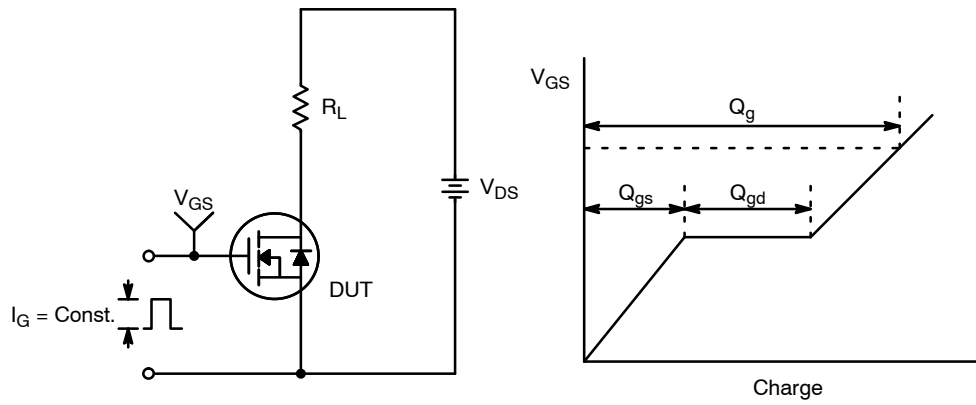 R_L
V_GS
V_DS
DUT
I_G = Const.
V_GS
Q_g
Q_gs
Q_gd
Charge